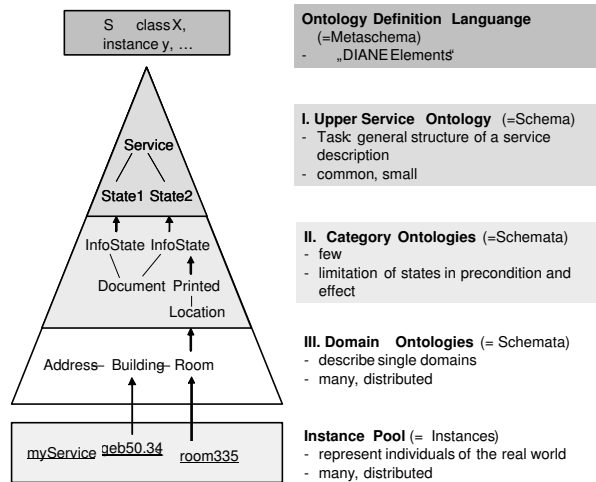 S class X,
instance y, …
Ontology Definition Languange
(=Metaschema)
- „DIANE Elements“
I. Upper Service Ontology (=Schema)
- Task: general structure of a service
description
- common, small
Service
State1 State2
InfoState InfoState
Document Printed
Location
II. Category Ontologies (=Schemata)
- few
- limitation of states in precondition and
effect
III. Domain Ontologies (= Schemata)
- describe single domains
- many, distributed
Address– Building– Room
Instance Pool (= Instances)
- represent individuals of the real world
- many, distributed
myService geb50.34 room335